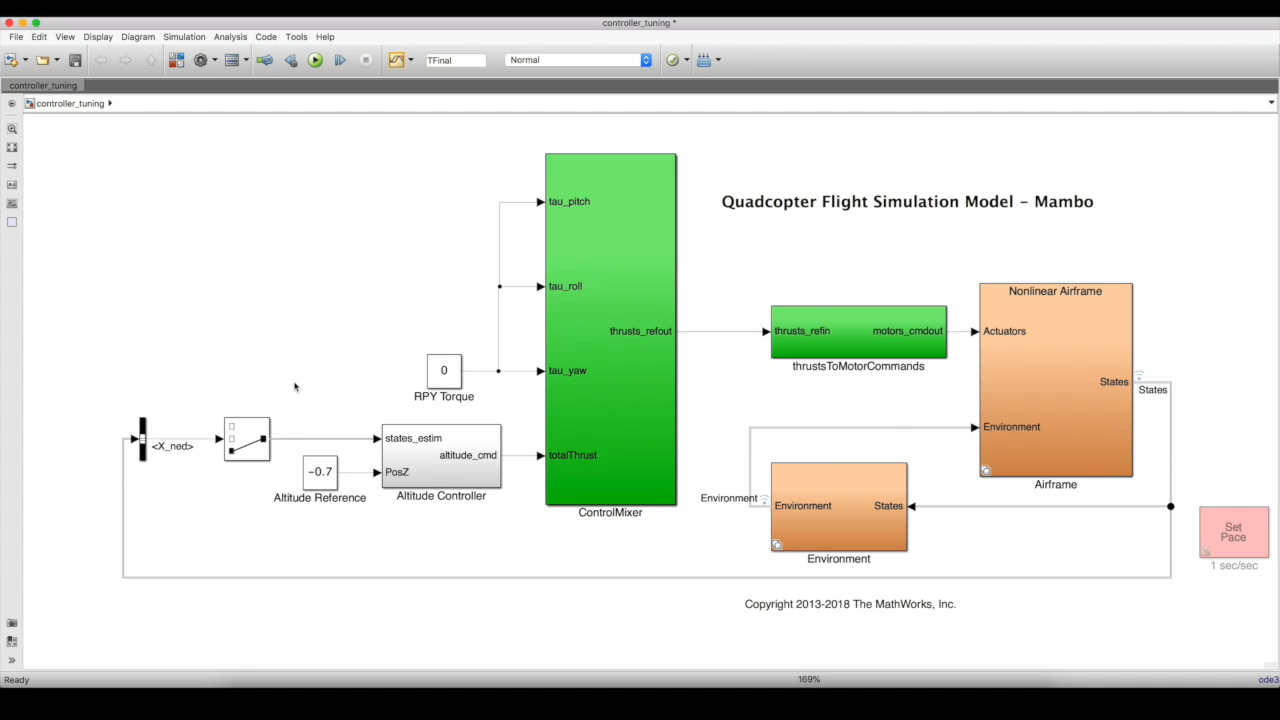 controller_tuning *
File Edit View Display Diagram Simulation Analysis Code Tools Help
TFinal
Normal
controller_tuning
controller_tuning
tau_pitch
Quadcopter Flight Simulation Model - Mambo
tau_roll
Nonlinear Airframe
thrusts_refout
thrusts_refin
motors_cmdout
Actuators
thrustsToMotorCommands
0
tau_yaw
RPY Torque
States
States
<X_ned>
states_estim
altitude_cmd
PosZ
totalThrust
Environment
-0.7
Altitude Reference
Altitude Controller
Airframe
ControlMixer
Environment
Environment
States
Environment
Set
Pace
1 sec/sec
Copyright 2013-2018 The MathWorks, Inc.
Ready
169%
ode3